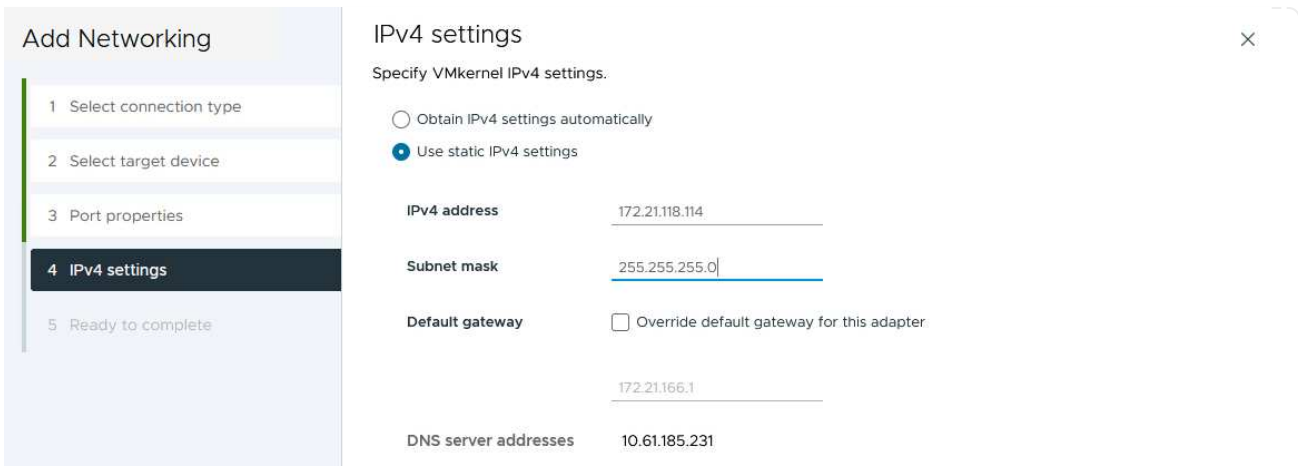 Add Networking
1 Select connection type
2 Select target device
3 Port properties
4 IPv4 settings
5 Ready to complete
IPv4 settings
Specify VMkernel IPv4 settings.
Obtain IPv4 settings automatically
Use static IPv4 settings
IPv4 address 172.21.118.114
Subnet mask 255.255.255.0
Default gateway Override default gateway for this adapter
172.21.166.1
DNS server addresses 10.61.185.231